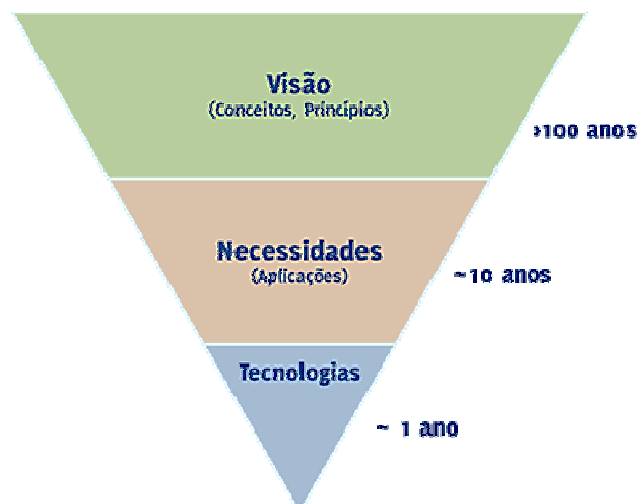 Visão
(Conceitos, Princípios)
>100 anos
Necessidades
(Aplicações)
~10 anos
Tecnologias
~ 1 ano